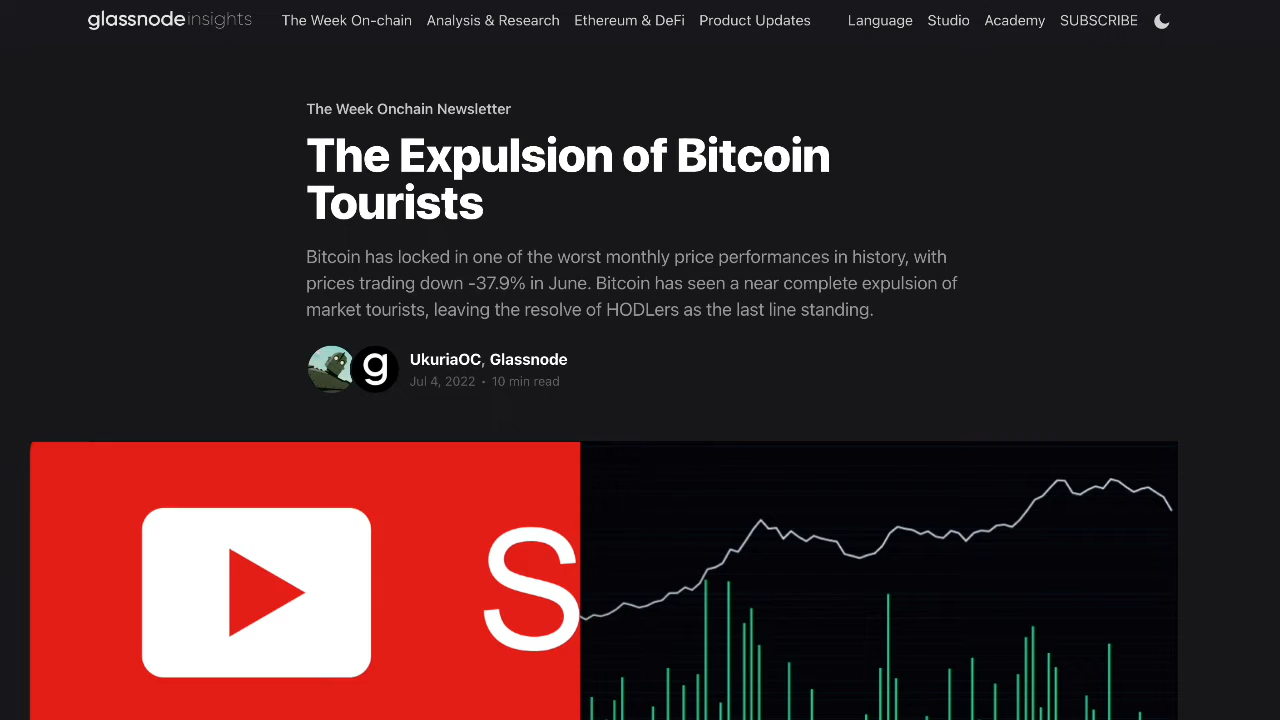 glassnodeinsights The Week On-chain Analysis & Research Ethereum & DeFi Product Updates Language Studio Academy SUBSCRIBE
The Week Onchain Newsletter
The Expulsion of Bitcoin
Tourists
Bitcoin has locked in one of the worst monthly price performances in history, with
prices trading down -37.9% in June. Bitcoin has seen a near complete expulsion of
market tourists, leaving the resolve of HODLers as the last line standing.
g
UkuriaOC, Glassnode
Jul 4, 2022 • 10 min read
S